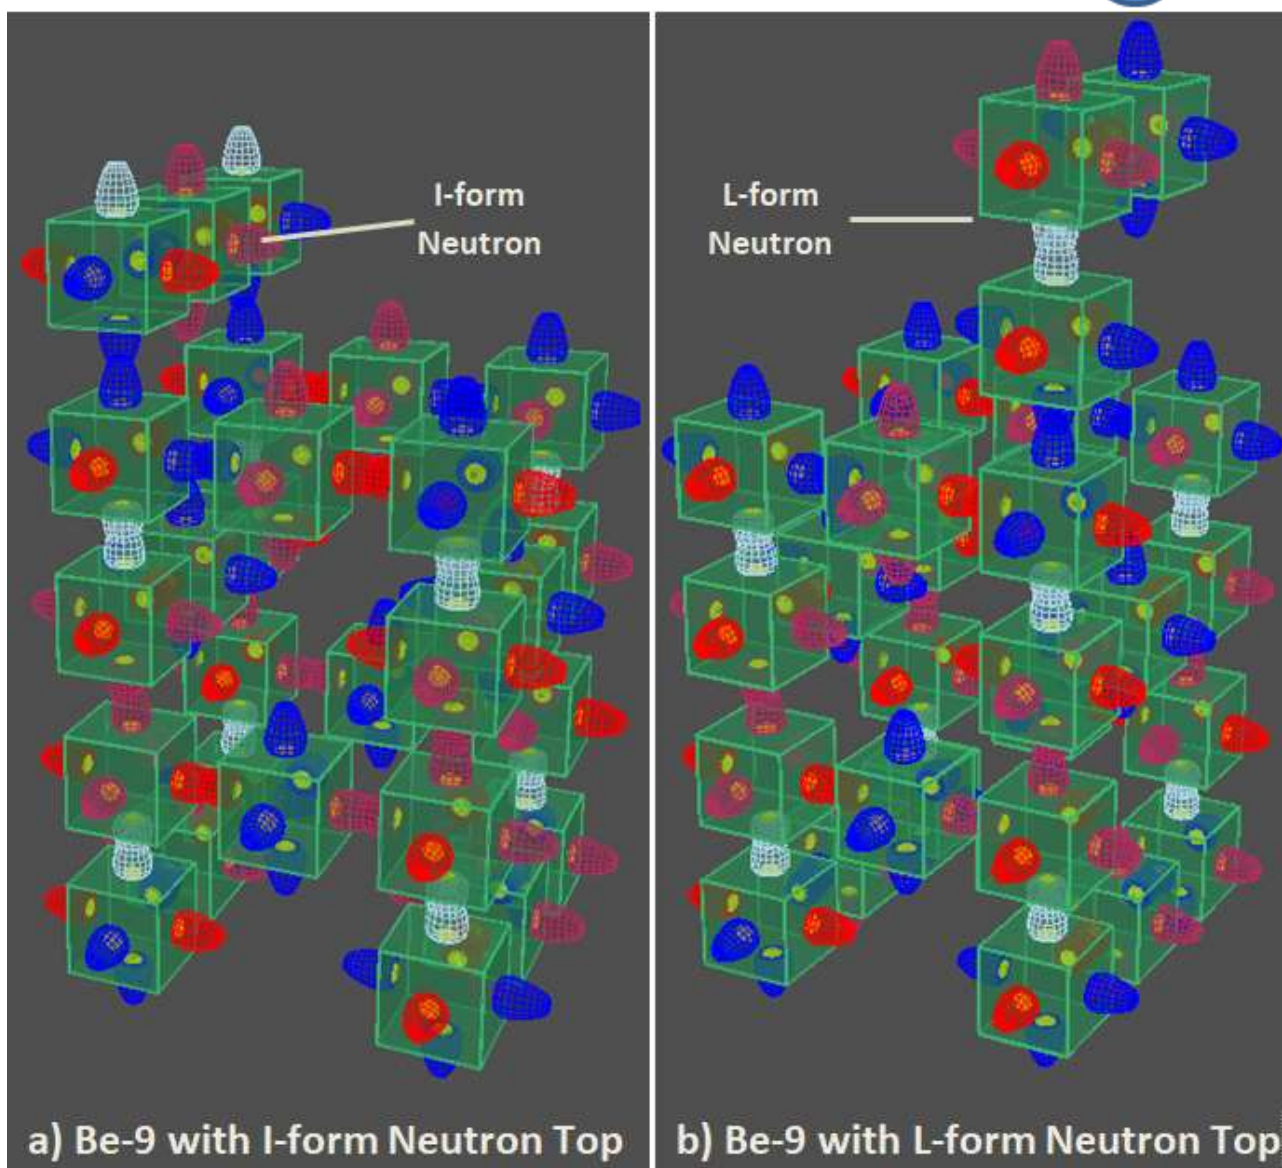 I-form
Neutron
L-form
Neutron
a) Be-9 with I-form Neutron Top
b) Be-9 with L-form Neutron Top